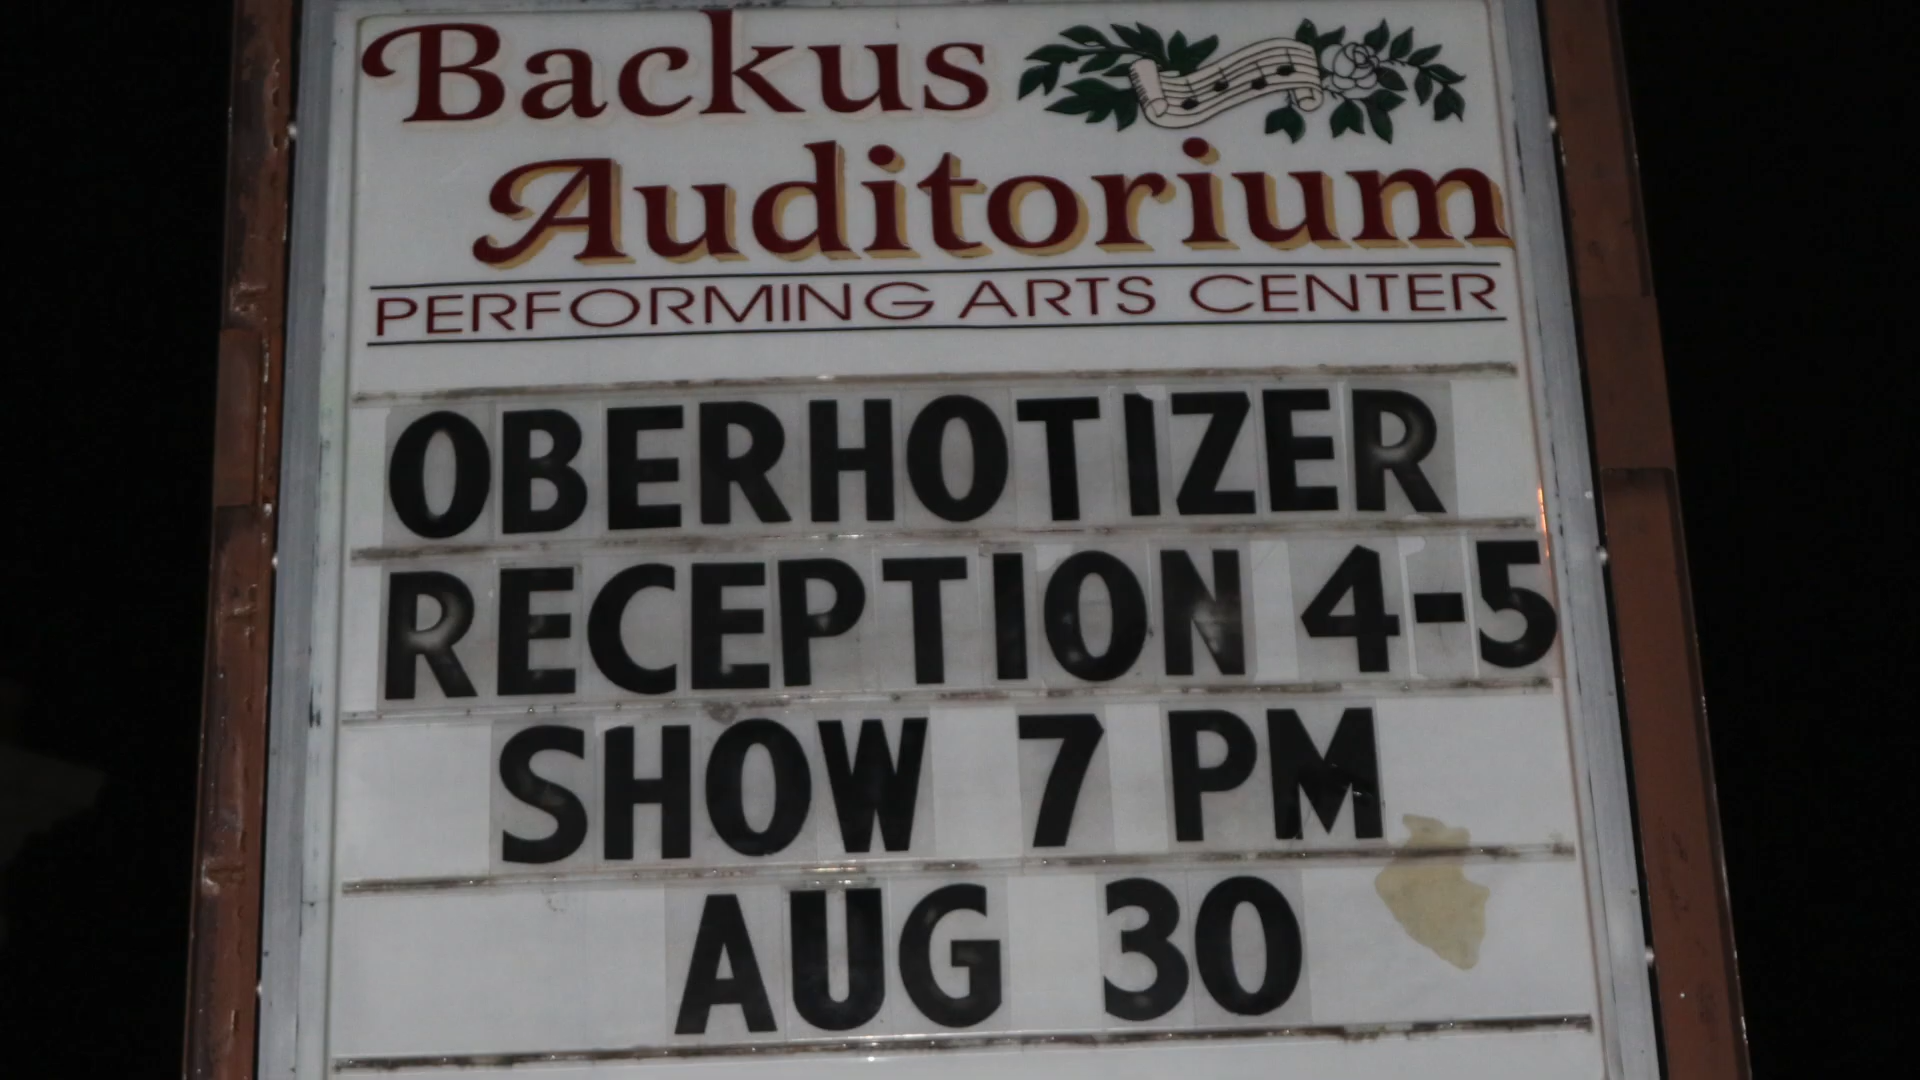 Backus
Auditorium
PERFORMING ARTS CENTER
OBERHOTIZER
RECEPTION 4-5
SHOW 7 PM
AUG 30